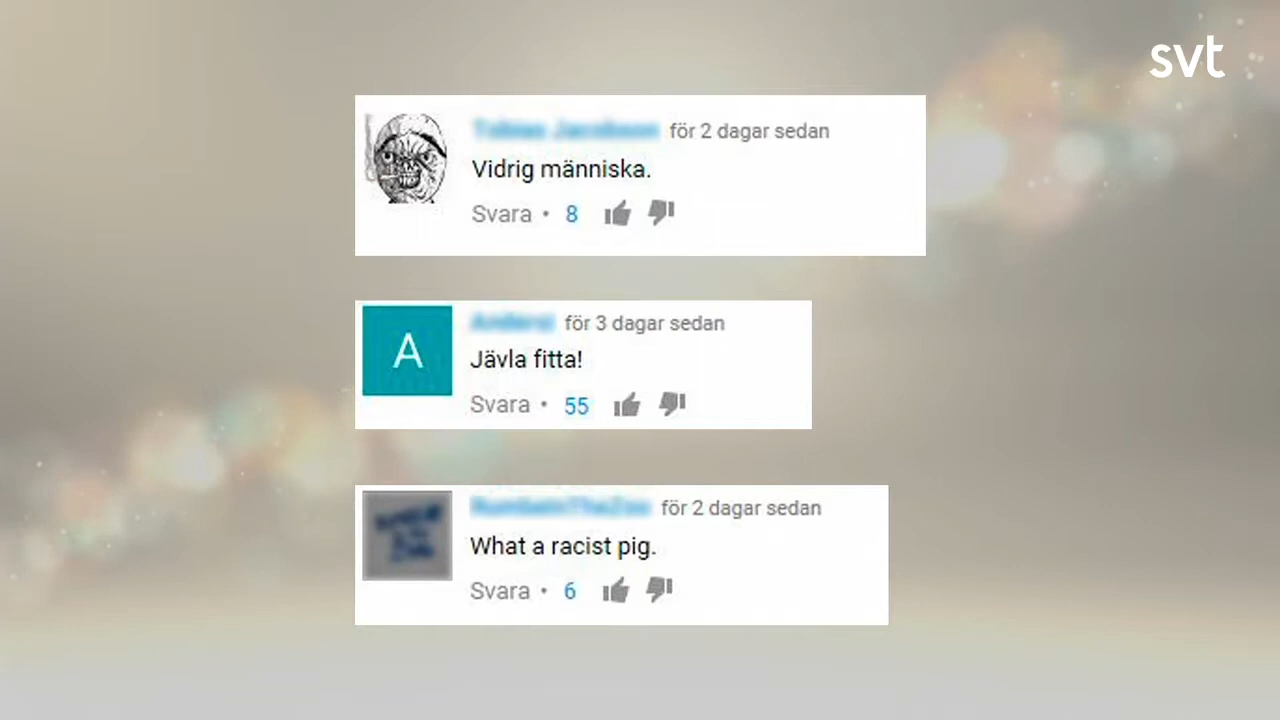 svt
för 2 dagar sedan
Vidrig människa.
Svara • 8
A
för 3 dagar sedan
Jävla fitta!
Svara • 55
för 2 dagar sedan
What a racist pig.
Svara • 6